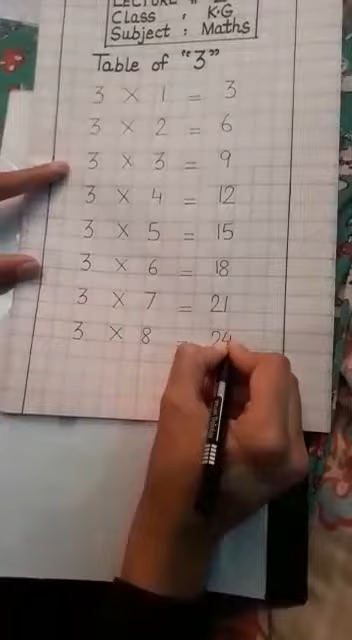 LECTURE
Class : K.G
Subject : Maths
Table of "3"
3 × 1 = 3
3 × 2 = 6
3 × 3 = 9
3 × 4 = 12
3 × 5 = 15
3 × 6 = 18
3 × 7 = 21
3 × 8 = 24